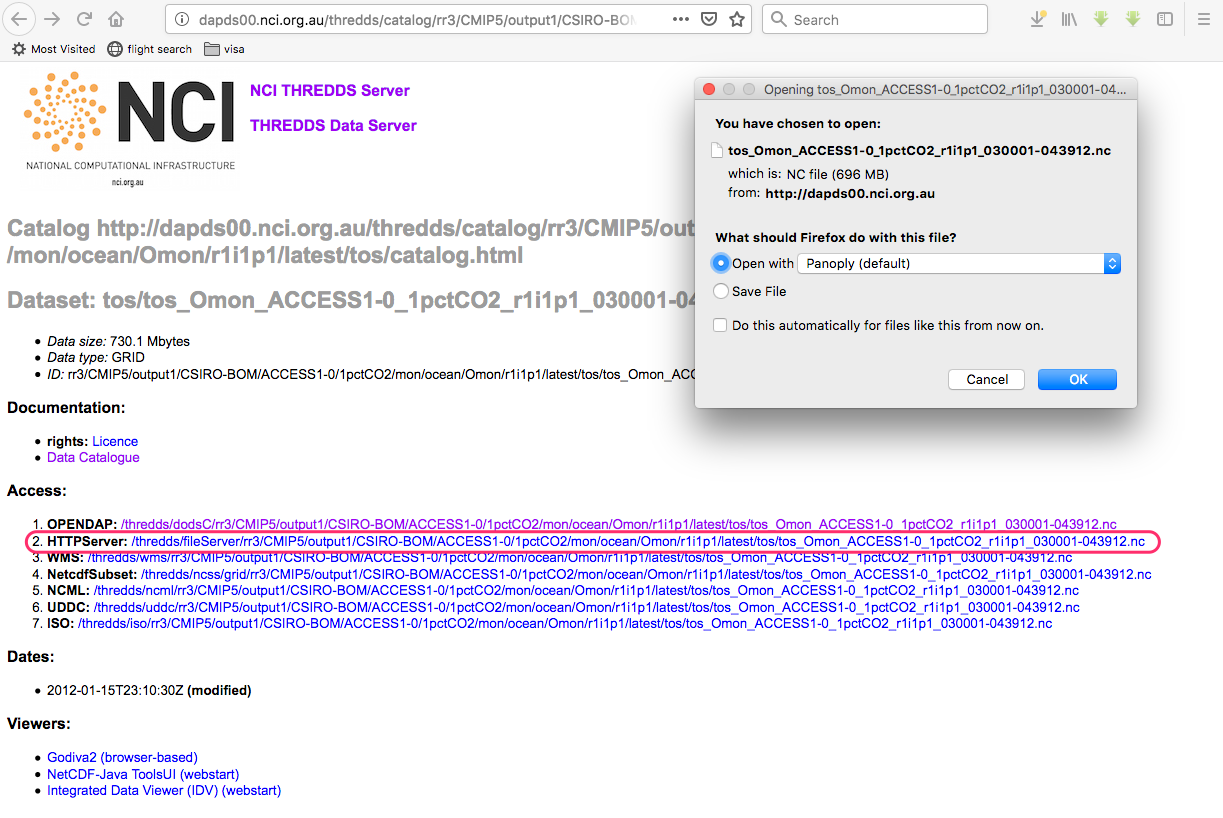 dapds00.nci.org.au/thredds/catalog/rr3/CMIP5/output1/CSIRO-BOM
Search
Most Visited
flight search
visa
NCI
NATIONAL COMPUTATIONAL INFRASTRUCTURE
nci.org.au
NCI THREDDS Server
THREDDS Data Server
Opening tos_Omon_ACCESS1-0_1pctCO2_r1i1p1_030001-04...
You have chosen to open:
tos_Omon_ACCESS1-0_1pctCO2_r1i1p1_030001-043912.nc
which is: NC file (696 MB)
from: http://dapds00.nci.org.au
What should Firefox do with this file?
Open with Panoply (default)
Save File
Do this automatically for files like this from now on.
Cancel OK
Catalog http://dapds00.nci.org.au/thredds/catalog/rr3/CMIP5/out
/mon/ocean/Omon/r1i1p1/latest/tos/catalog.html
Dataset: tos/tos_Omon_ACCESS1-0_1pctCO2_r1i1p1_030001-04
• Data size: 730.1 Mbytes
• Data type: GRID
• ID: rr3/CMIP5/output1/CSIRO-BOM/ACCESS1-0/1pctCO2/mon/ocean/Omon/r1i1p1/latest/tos/tos_Omon_ACC
Documentation:
• rights: Licence
• Data Catalogue
Access:
1. OPENDAP: /thredds/dodsC/rr3/CMIP5/output1/CSIRO-BOM/ACCESS1-0/1pctCO2/mon/ocean/Omon/r1i1p1/latest/tos/tos_Omon_ACCESS1-0_1pctCO2_r1i1p1_030001-043912.nc
2. HTTPServer: /thredds/fileServer/rr3/CMIP5/output1/CSIRO-BOM/ACCESS1-0/1pctCO2/mon/ocean/Omon/r1i1p1/latest/tos/tos_Omon_ACCESS1-0_1pctCO2_r1i1p1_030001-043912.nc
3. WMS: /thredds/wms/rr3/CMIP5/output1/CSIRO-BOM/ACCESS1-0/1pctCO2/mon/ocean/Omon/r1i1p1/latest/tos/tos_Omon_ACCESS1-0_1pctCO2_r1i1p1_030001-043912.nc
4. NetcdfSubset: /thredds/ncss/grid/rr3/CMIP5/output1/CSIRO-BOM/ACCESS1-0/1pctCO2/mon/ocean/Omon/r1i1p1/latest/tos/tos_Omon_ACCESS1-0_1pctCO2_r1i1p1_030001-043912.nc
5. NCML: /thredds/ncml/rr3/CMIP5/output1/CSIRO-BOM/ACCESS1-0/1pctCO2/mon/ocean/Omon/r1i1p1/latest/tos/tos_Omon_ACCESS1-0_1pctCO2_r1i1p1_030001-043912.nc
6. UDDC: /thredds/uddc/rr3/CMIP5/output1/CSIRO-BOM/ACCESS1-0/1pctCO2/mon/ocean/Omon/r1i1p1/latest/tos/tos_Omon_ACCESS1-0_1pctCO2_r1i1p1_030001-043912.nc
7. ISO: /thredds/iso/rr3/CMIP5/output1/CSIRO-BOM/ACCESS1-0/1pctCO2/mon/ocean/Omon/r1i1p1/latest/tos/tos_Omon_ACCESS1-0_1pctCO2_r1i1p1_030001-043912.nc
Dates:
• 2012-01-15T23:10:30Z (modified)
Viewers:
• Godiva2 (browser-based)
• NetCDF-Java ToolsUI (webstart)
• Integrated Data Viewer (IDV) (webstart)